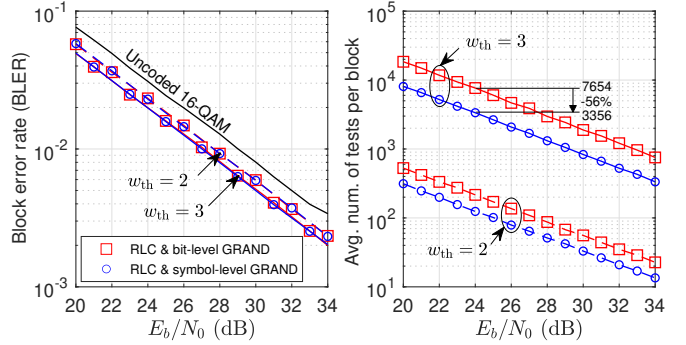 Block error rate (BLER)
10^-1
10^-2
10^-3
Uncoded 16-QAM
w_th = 2
w_th = 3
RLC & bit-level GRAND
RLC & symbol-level GRAND
20 22 24 26 28 30 32 34
E_b/N_0 (dB)
Avg. num. of tests per block
10^5
10^4
10^3
10^2
10^1
w_th = 3
7654
-56%
3356
w_th = 2
20 22 24 26 28 30 32 34
E_b/N_0 (dB)